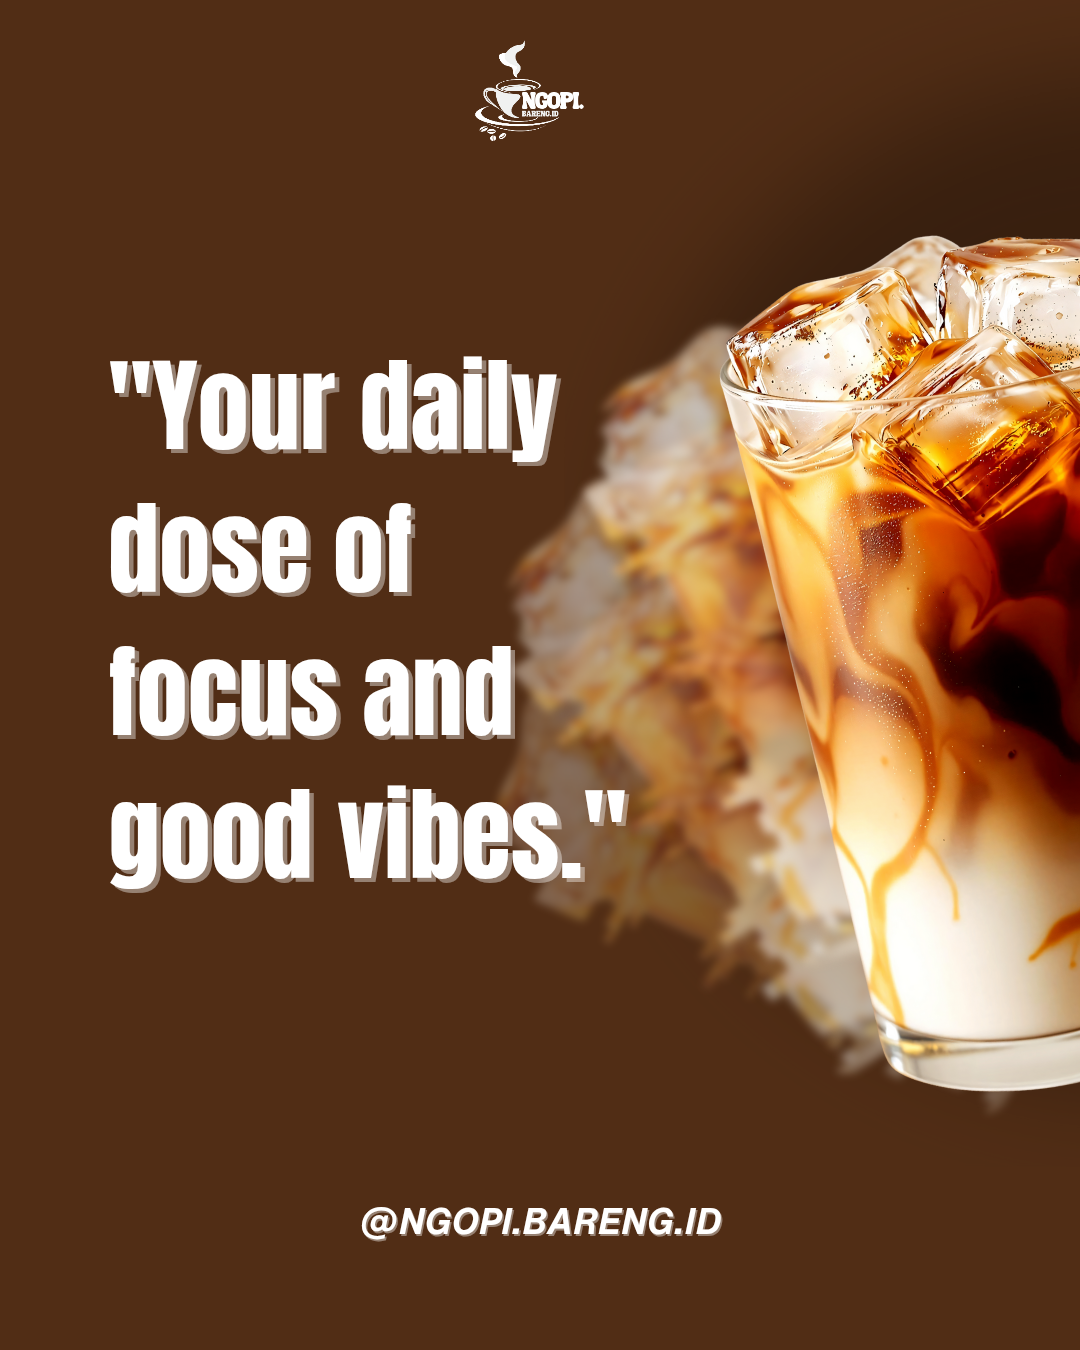 NGOPI.
BARENG.ID
"Your daily
dose of
focus and
good vibes."
@NGOPI.BARENG.ID